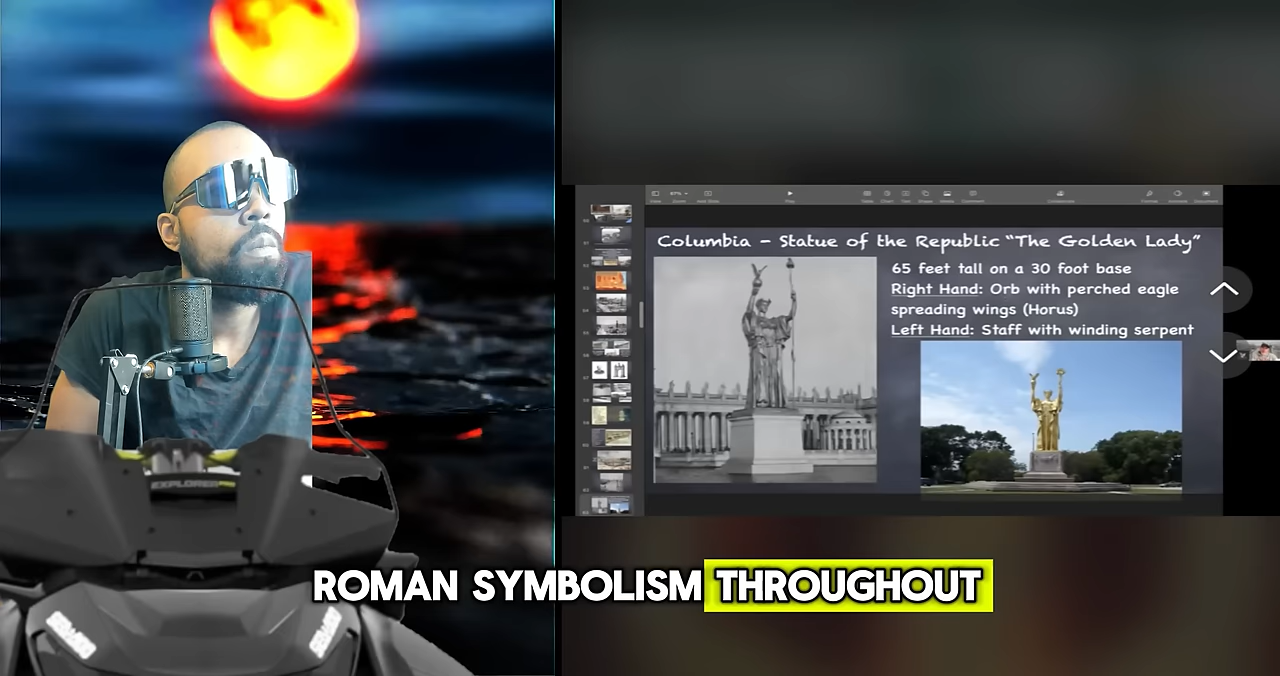 Columbia – Statue of the Republic "The Golden Lady"
65 feet tall on a 30 foot base
Right Hand: Orb with perched eagle
spreading wings (Horus)
Left Hand: Staff with winding serpent
EXPLORER
ROMAN SYMBOLISM THROUGHOUT